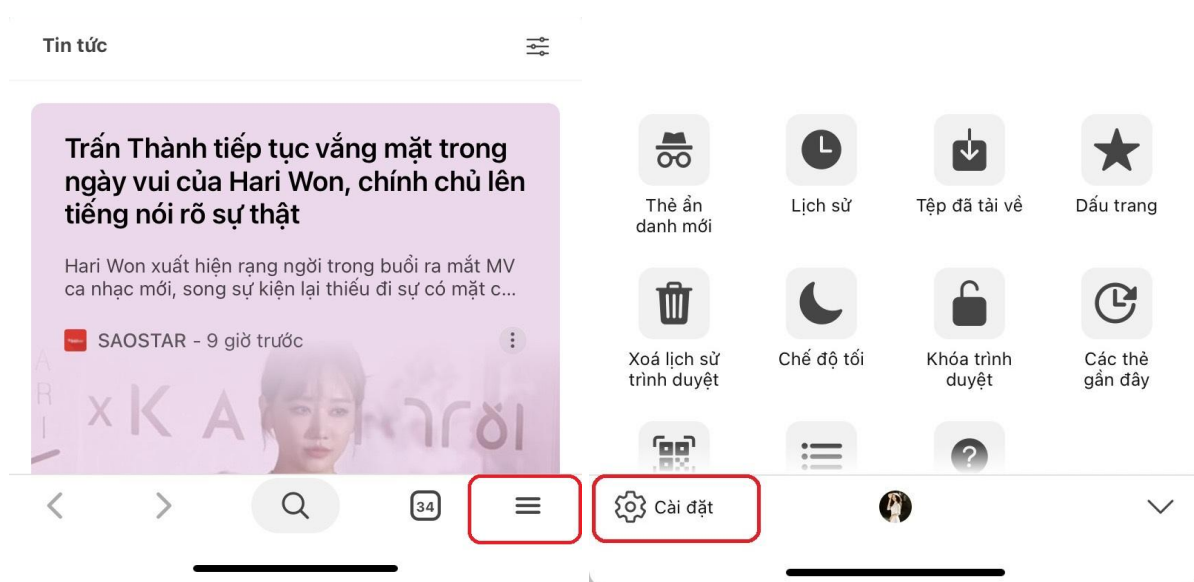 Tin tức
Trấn Thành tiếp tục vắng mặt trong
ngày vui của Hari Won, chính chủ lên
tiếng nói rõ sự thật
Hari Won xuất hiện rạng ngời trong buổi ra mắt MV
ca nhạc mới, song sự kiện lại thiếu đi sự có mặt c...
SAOSTAR - 9 giờ trước
34
Thẻ ẩn
danh mới
Lịch sử
Tệp đã tải về
Dấu trang
Xoá lịch sử
trình duyệt
Chế độ tối
Khóa trình
duyệt
Các thẻ
gần đây
Cài đặt